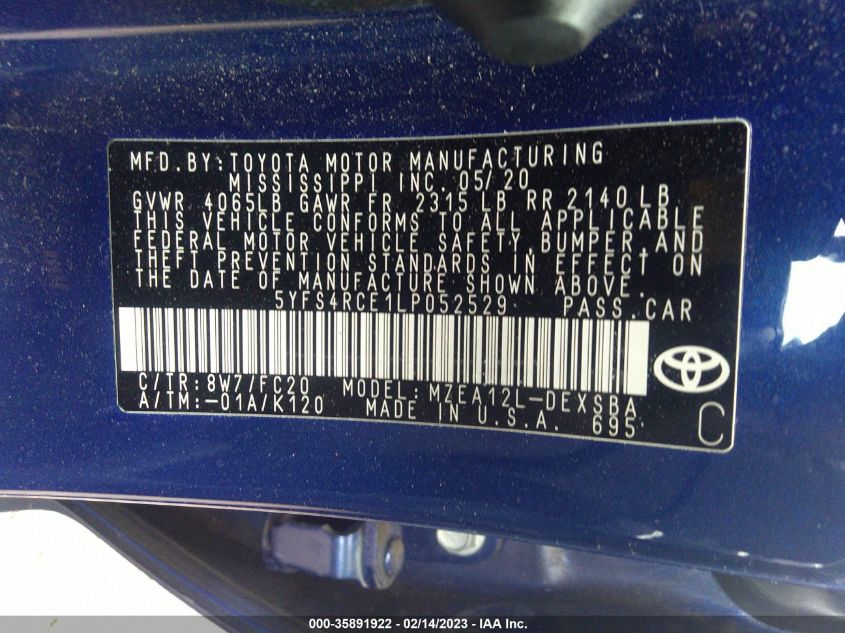 MFD. BY: TOYOTA MOTOR MANUFACTURING
MISSISSIPPI INC. 05/20
GVWR 4065LB GAWR FR 2315 LB RR 2140 LB
THIS VEHICLE CONFORMS TO ALL APPLICABLE
FEDERAL MOTOR VEHICLE SAFETY, BUMPER, AND
THEFT PREVENTION STANDARDS IN EFFECT ON
THE DATE OF MANUFACTURE SHOWN ABOVE.
5YFS4RCE1LP052529 PASS. CAR
C/TR: 8W7/FC20 MODEL: MZEA12L-DEXSBA
A/TM: -01A/K120 MADE IN U.S.A. 695
C
000-35891922 - 02/14/2023 - IAA Inc.